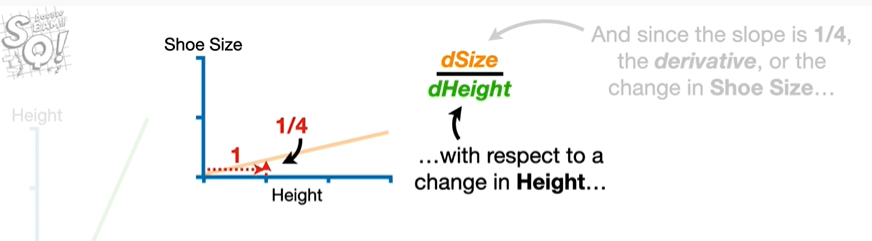 StatQuest!
Shoe Size
Height
1/4
1
Height
dSize
dHeight
And since the slope is 1/4,
the derivative, or the
change in Shoe Size...
...with respect to a
change in Height...